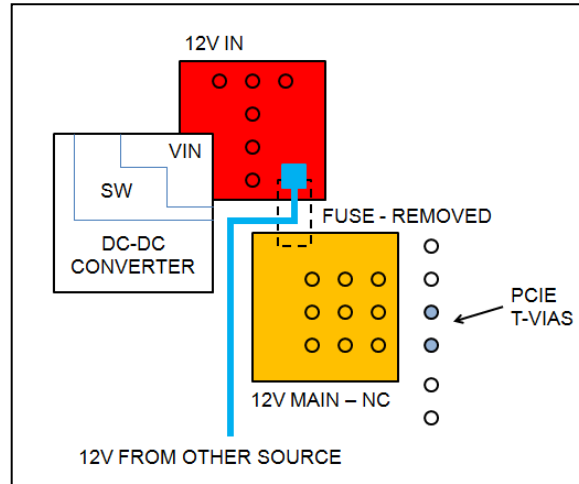 12V IN
VIN
SW
DC-DC
CONVERTER
FUSE - REMOVED
PCIE
T-VIAS
12V MAIN – NC
12V FROM OTHER SOURCE